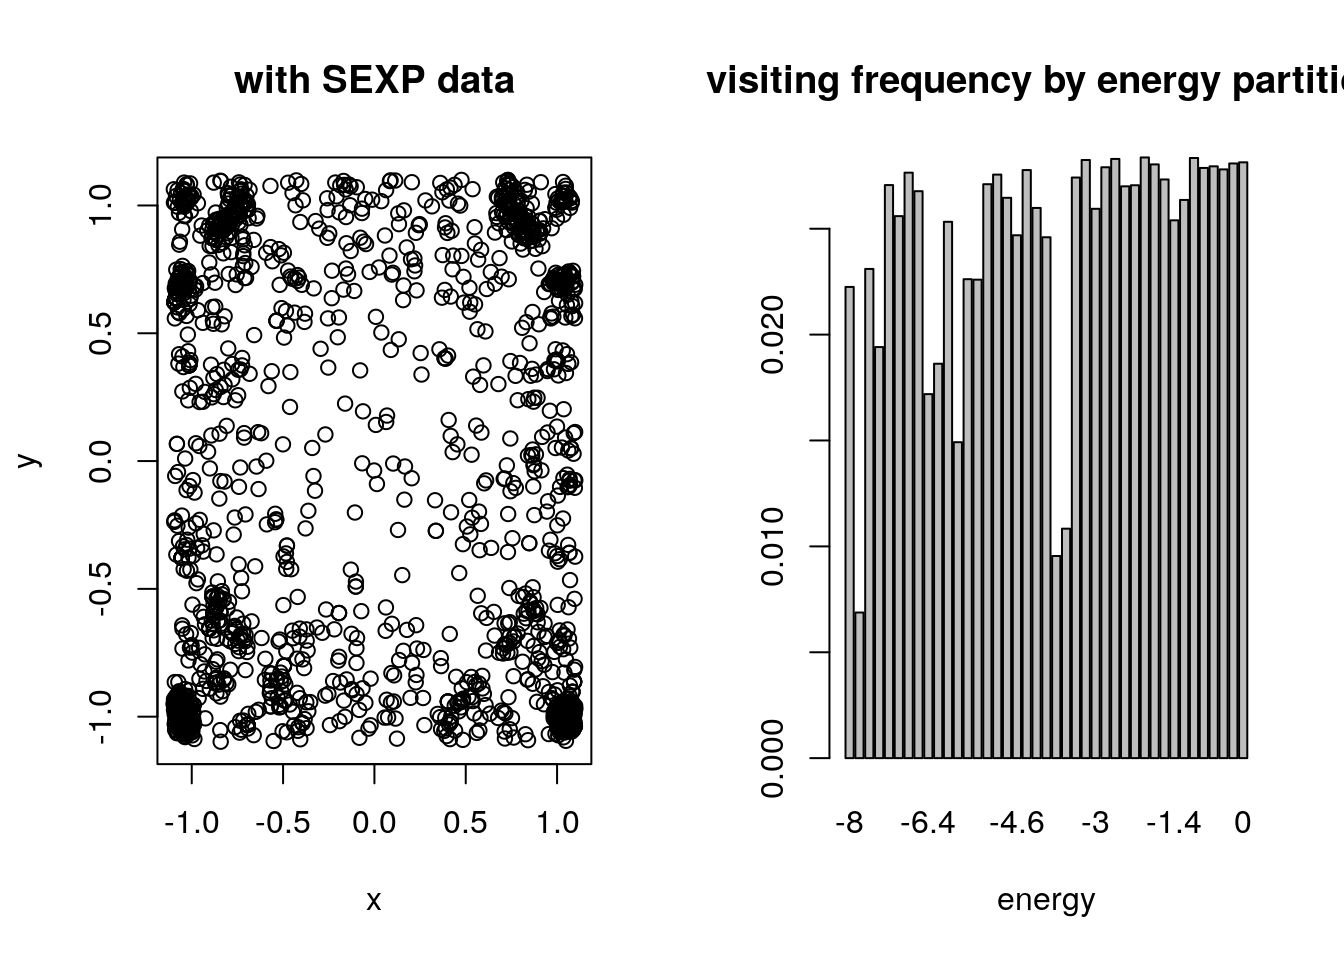 with SEXP data
1.0
0.5
0.0
-0.5
-1.0
y
-1.0 -0.5 0.0 0.5 1.0
x
visiting frequency by energy partiti
0.020
0.010
0.000
-8 -6.4 -4.6 -3 -1.4 0
energy